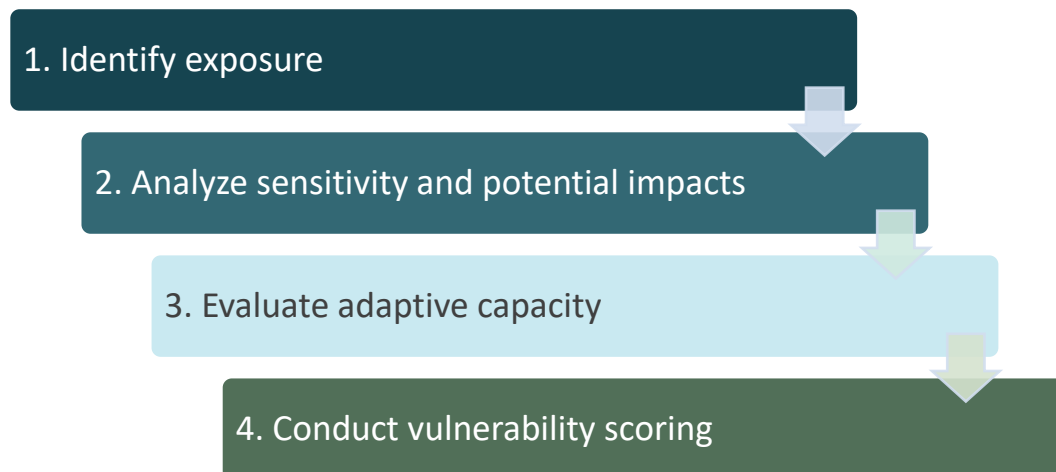 1. Identify exposure
2. Analyze sensitivity and potential impacts
3. Evaluate adaptive capacity
4. Conduct vulnerability scoring